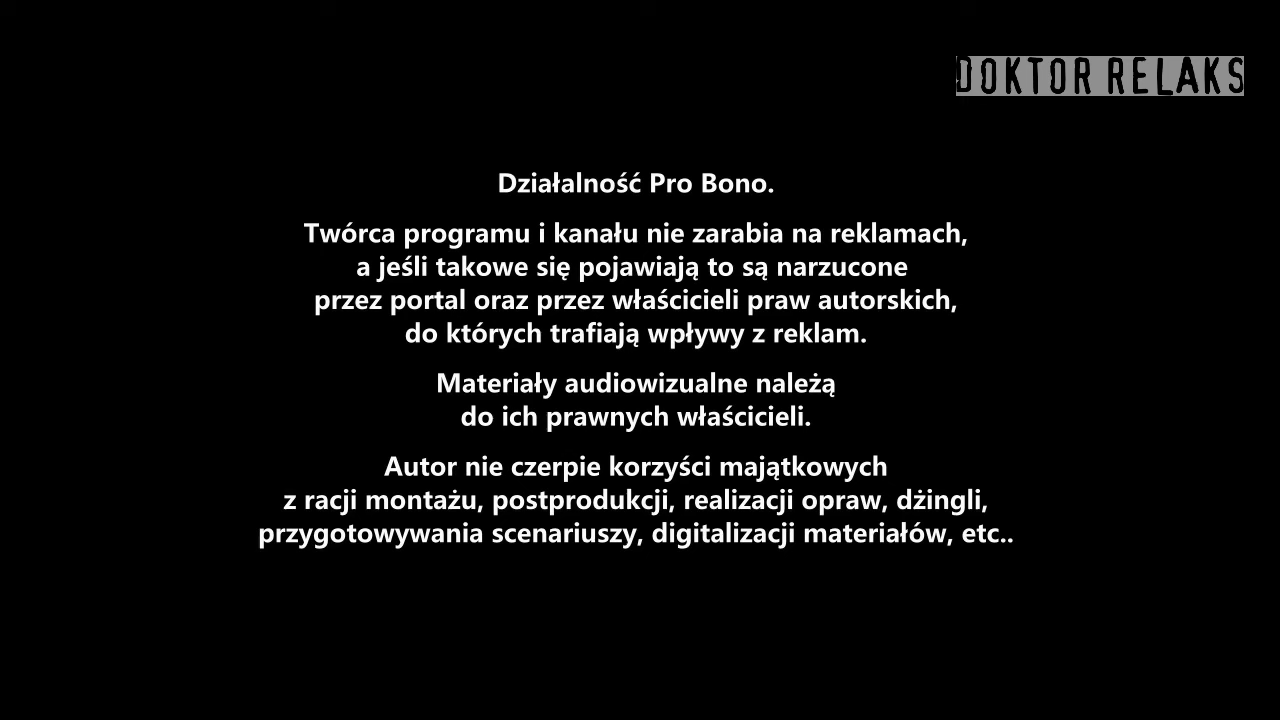 DOKTOR RELAKS
Działalność Pro Bono.
Twórca programu i kanału nie zarabia na reklamach,
a jeśli takowe się pojawiają to są narzucone
przez portal oraz przez właścicieli praw autorskich,
do których trafiają wpływy z reklam.
Materiały audiowizualne należą
do ich prawnych właścicieli.
Autor nie czerpie korzyści majątkowych
z racji montażu, postprodukcji, realizacji opraw, dżingli,
przygotowywania scenariuszy, digitalizacji materiałów, etc..